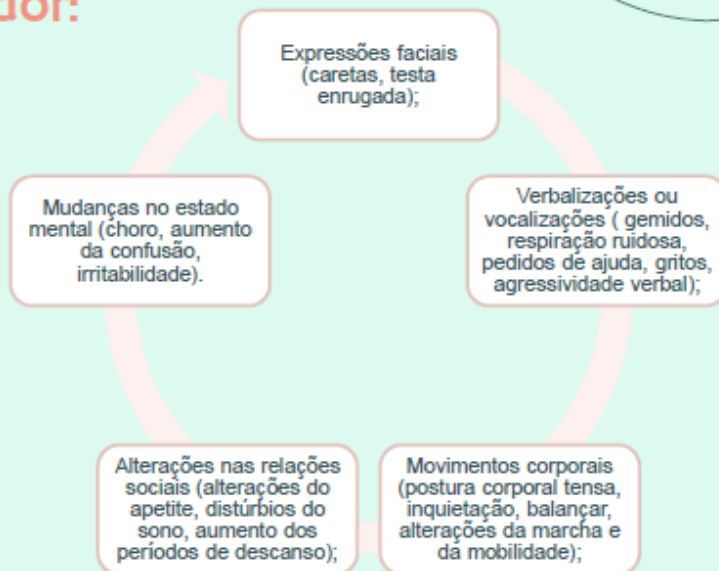 dor:
Expressões faciais
(caretas, testa
enrugada);
Verbalizações ou
vocalizações ( gemidos,
respiração ruidosa,
pedidos de ajuda, gritos,
agressividade verbal);
Movimentos corporais
(postura corporal tensa,
inquietação, balançar,
alterações da marcha e
da mobilidade);
Alterações nas relações
sociais (alterações do
apetite, distúrbios do
sono, aumento dos
períodos de descanso);
Mudanças no estado
mental (choro, aumento
da confusão,
irritabilidade).